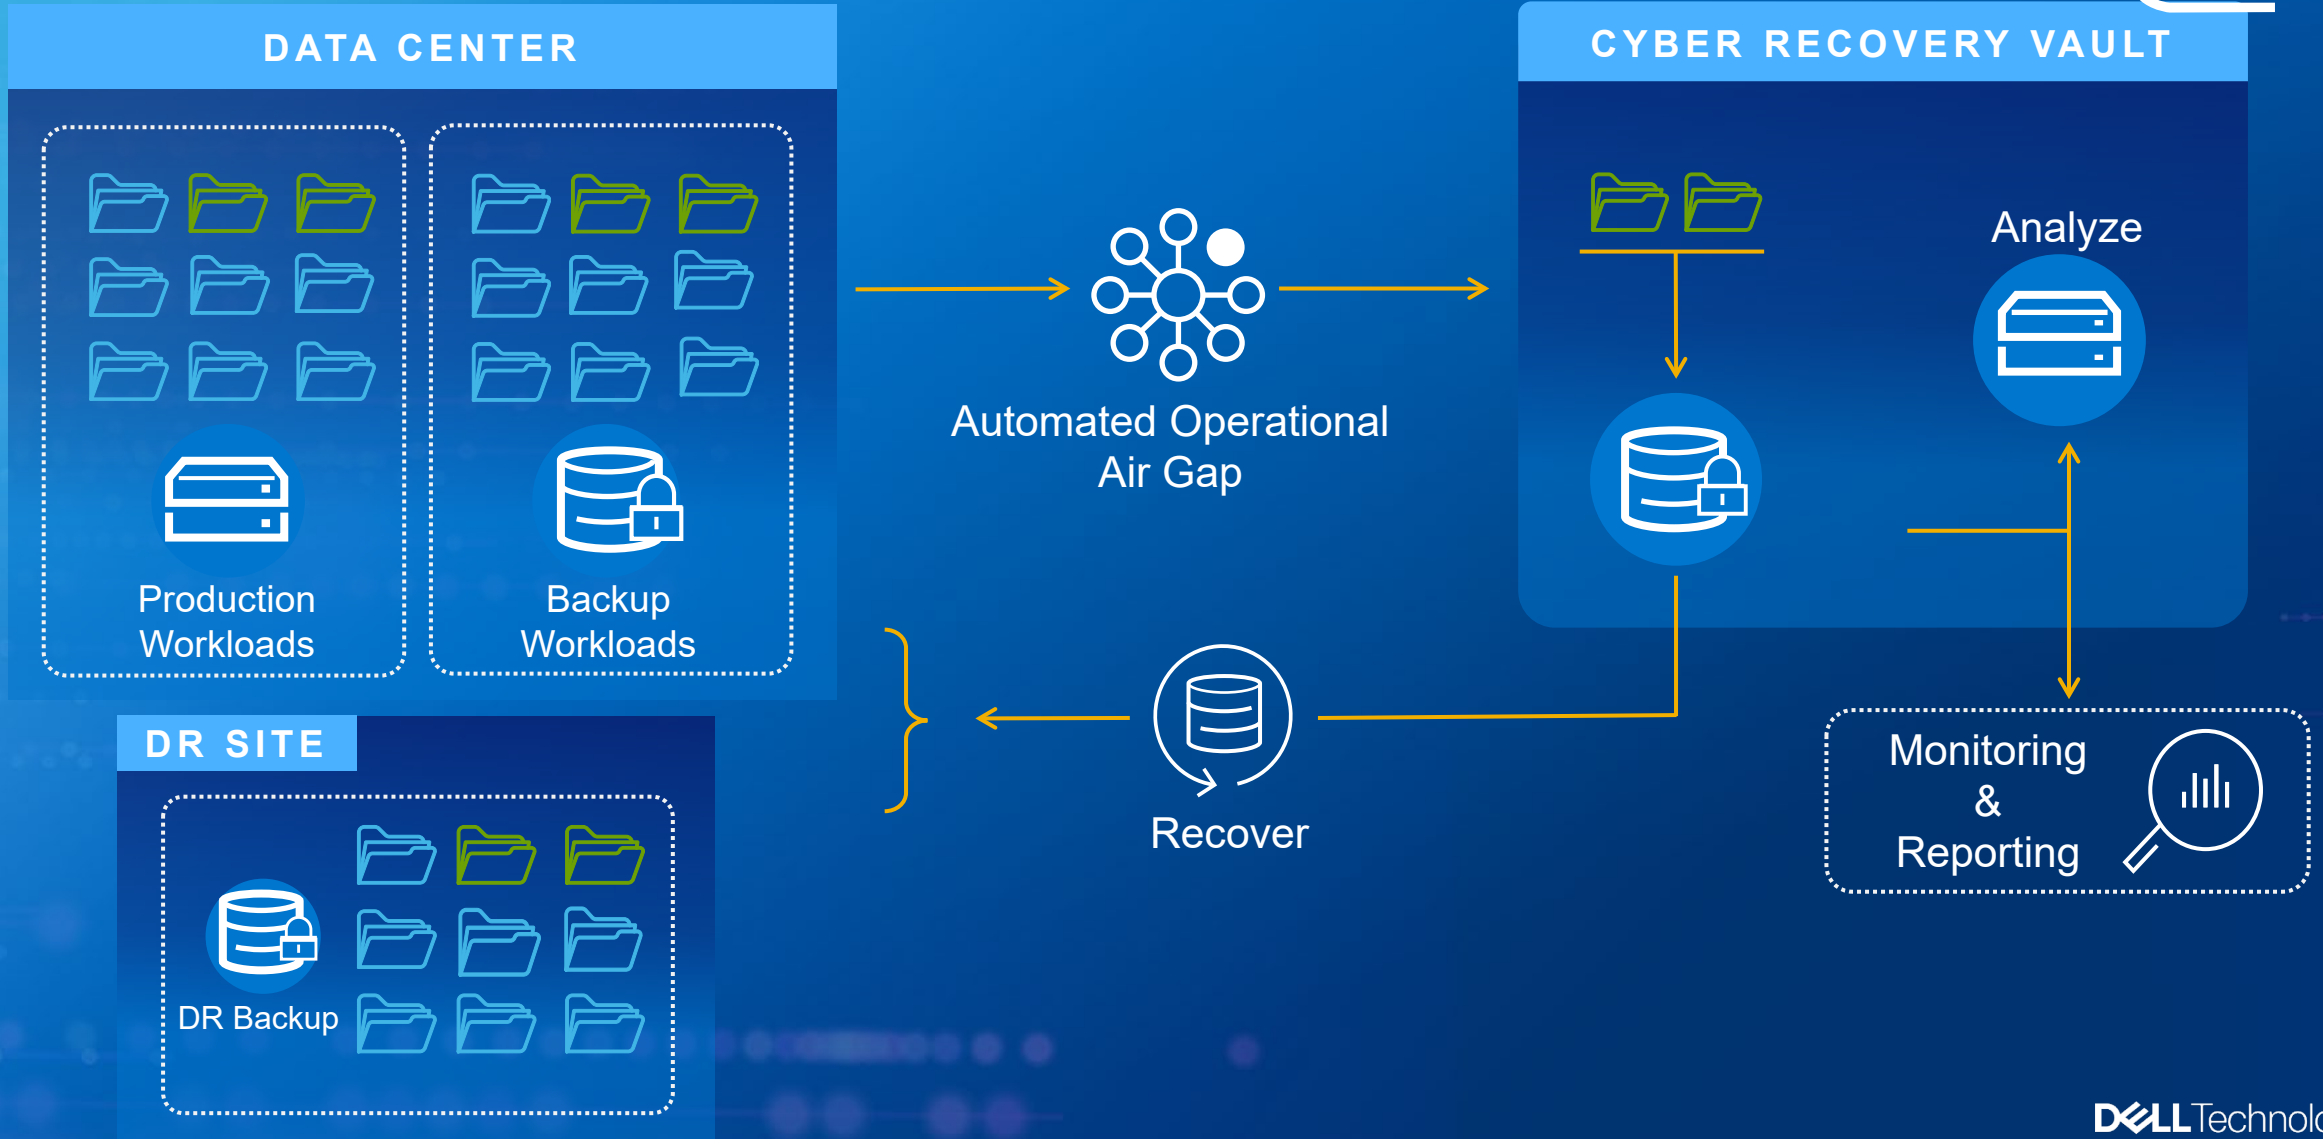 DATA CENTER
CYBER RECOVERY VAULT
Analyze
Automated Operational
Air Gap
Production
Workloads
Backup
Workloads
DR SITE
Recover
Monitoring
&
Reporting
DR Backup
DELLTechnolo